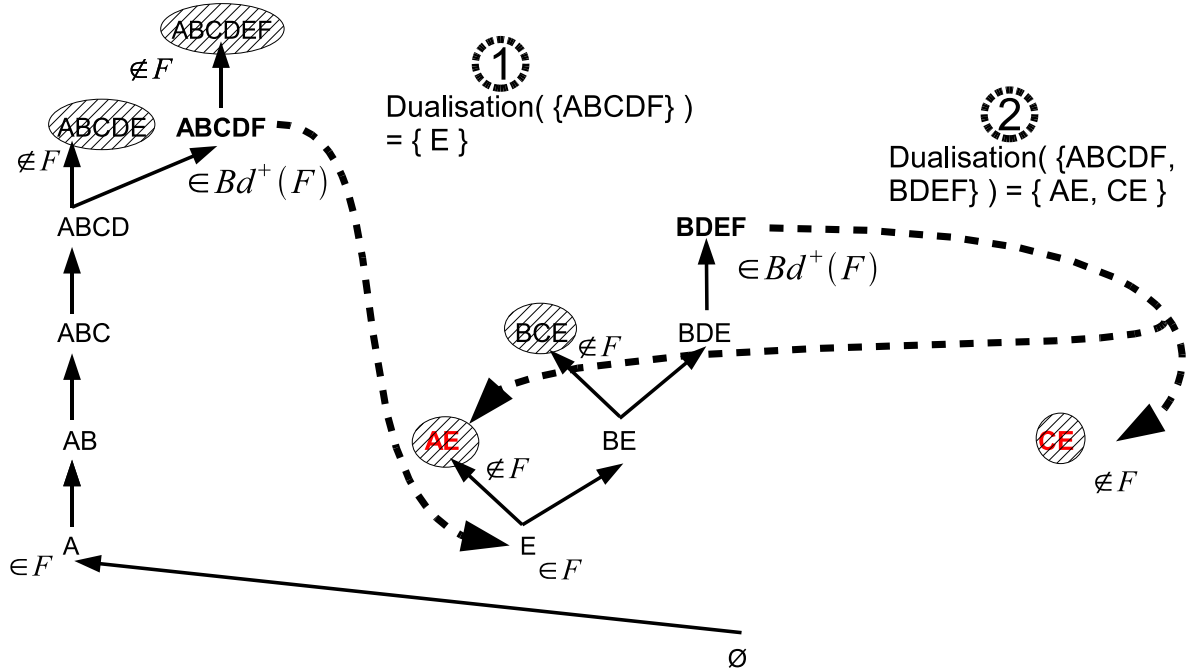 ABCDEF
∉F
1
Dualisation( {ABCDF} )
= { E }
2
Dualisation( {ABCDF,
BDEF} ) = { AE, CE }
ABCDE
ABCDF
∉F
∈Bd⁺(F)
ABCD
BDEF
∈Bd⁺(F)
ABC
BCE
∉F
BDE
AB
AE
∉F
BE
CE
∉F
A
∈F
E
∈F
Ø